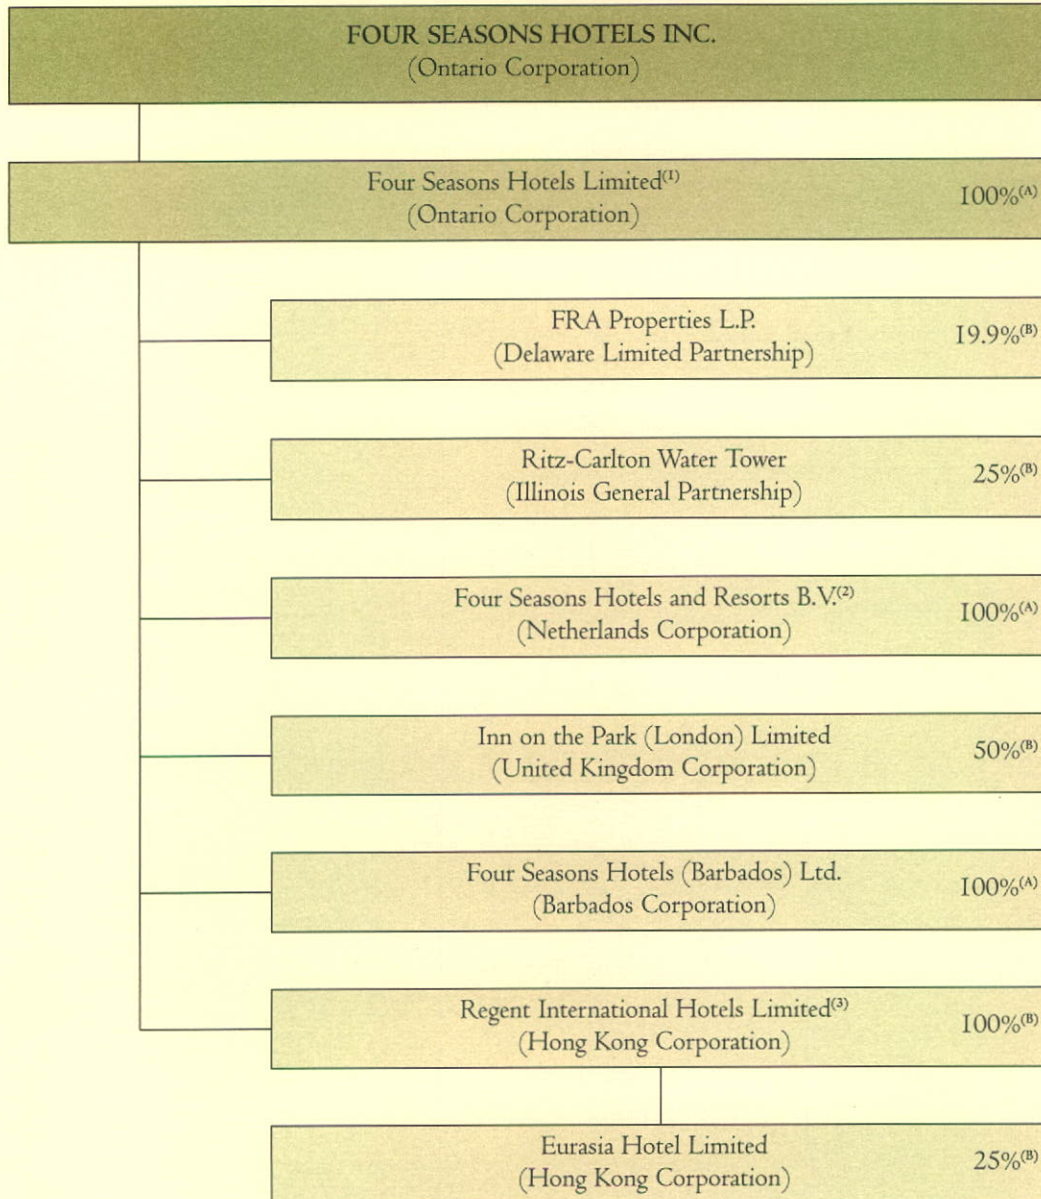 FOUR SEASONS HOTELS INC.
(Ontario Corporation)
Four Seasons Hotels Limited(1)
(Ontario Corporation)
100%(A)
FRA Properties L.P.
(Delaware Limited Partnership)
19.9%(B)
Ritz-Carlton Water Tower
(Illinois General Partnership)
25%(B)
Four Seasons Hotels and Resorts B.V.(2)
(Netherlands Corporation)
100%(A)
Inn on the Park (London) Limited
(United Kingdom Corporation)
50%(B)
Four Seasons Hotels (Barbados) Ltd.
(Barbados Corporation)
100%(A)
Regent International Hotels Limited(3)
(Hong Kong Corporation)
100%(B)
Eurasia Hotel Limited
(Hong Kong Corporation)
25%(B)